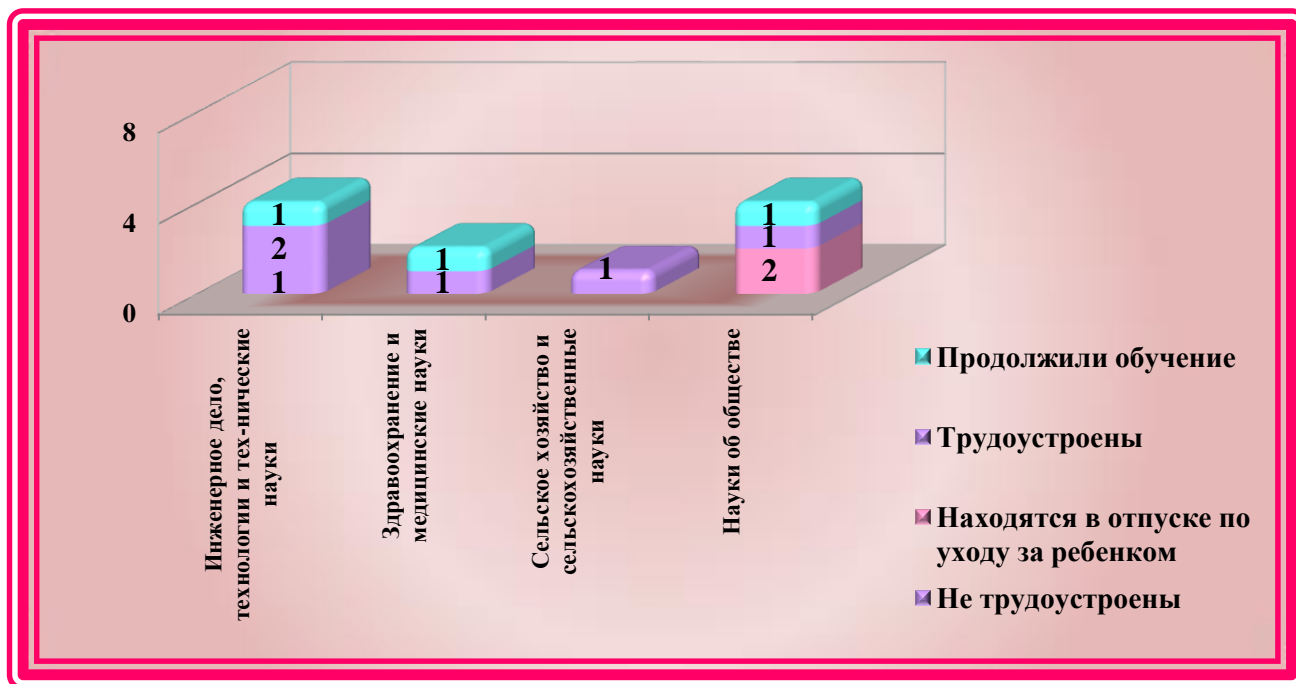 8
4
0
1
2
1
1
1
1
1
1
2
Инженерное дело,
технологии и тех-нические
науки
Здравоохранение и
медицинские науки
Сельское хозяйство и
сельскохозяйственные
науки
Науки об обществе
Продолжили обучение
Трудоустроены
Находятся в отпуске по
уходу за ребенком
Не трудоустроены